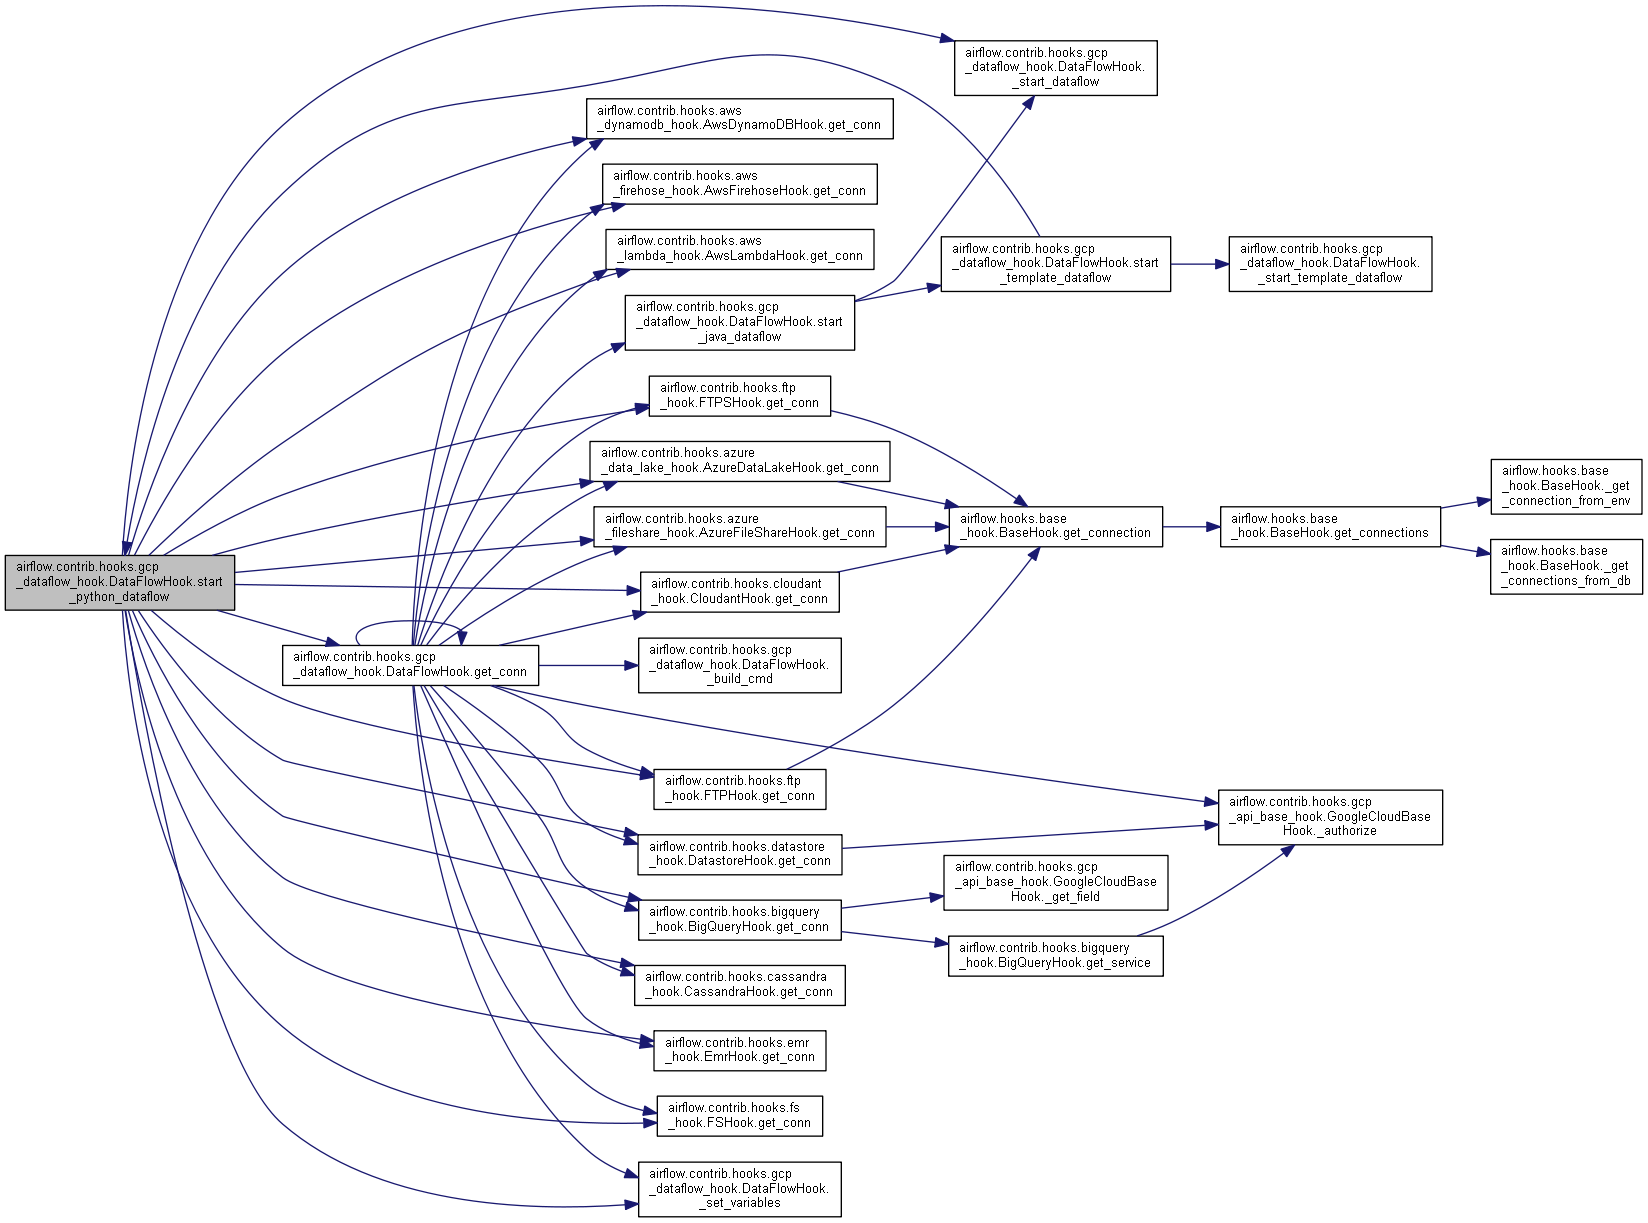 airflow.contrib.hooks.gcp
_dataflow_hook.DataFlowHook.
_start_dataflow
airflow.contrib.hooks.aws
_dynamodb_hook.AwsDynamoDBHook.get_conn
airflow.contrib.hooks.aws
_firehose_hook.AwsFirehoseHook.get_conn
airflow.contrib.hooks.aws
_lambda_hook.AwsLambdaHook.get_conn
airflow.contrib.hooks.gcp
_dataflow_hook.DataFlowHook.start
_template_dataflow
airflow.contrib.hooks.gcp
_dataflow_hook.DataFlowHook.
_start_template_dataflow
airflow.contrib.hooks.gcp
_dataflow_hook.DataFlowHook.start
_java_dataflow
airflow.contrib.hooks.ftp
_hook.FTPSHook.get_conn
airflow.contrib.hooks.azure
_data_lake_hook.AzureDataLakeHook.get_conn
airflow.hooks.base
_hook.BaseHook._get
_connection_from_env
airflow.contrib.hooks.azure
_fileshare_hook.AzureFileShareHook.get_conn
airflow.hooks.base
_hook.BaseHook.get_connection
airflow.hooks.base
_hook.BaseHook.get_connections
airflow.hooks.base
_hook.BaseHook._get
_connections_from_db
airflow.contrib.hooks.gcp
_dataflow_hook.DataFlowHook.start
_python_dataflow
airflow.contrib.hooks.cloudant
_hook.CloudantHook.get_conn
airflow.contrib.hooks.gcp
_dataflow_hook.DataFlowHook.get_conn
airflow.contrib.hooks.gcp
_dataflow_hook.DataFlowHook.
_build_cmd
airflow.contrib.hooks.ftp
_hook.FTPHook.get_conn
airflow.contrib.hooks.gcp
_api_base_hook.GoogleCloudBase
Hook._authorize
airflow.contrib.hooks.datastore
_hook.DatastoreHook.get_conn
airflow.contrib.hooks.gcp
_api_base_hook.GoogleCloudBase
Hook._get_field
airflow.contrib.hooks.bigquery
_hook.BigQueryHook.get_conn
airflow.contrib.hooks.bigquery
_hook.BigQueryHook.get_service
airflow.contrib.hooks.cassandra
_hook.CassandraHook.get_conn
airflow.contrib.hooks.emr
_hook.EmrHook.get_conn
airflow.contrib.hooks.fs
_hook.FSHook.get_conn
airflow.contrib.hooks.gcp
_dataflow_hook.DataFlowHook.
_set_variables